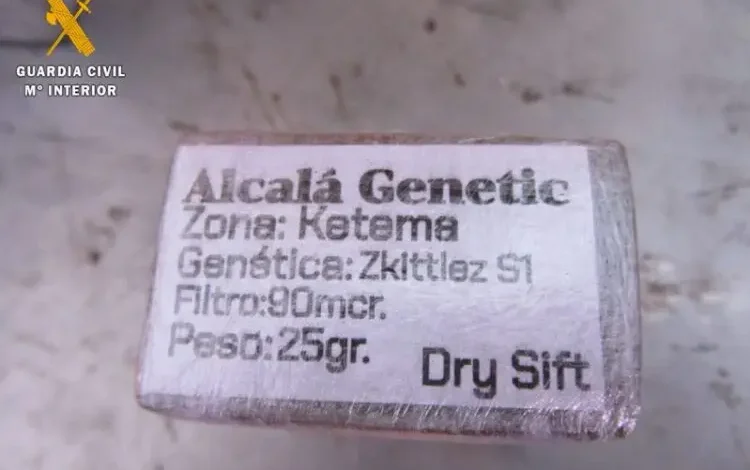 GUARDIA CIVIL
Mº INTERIOR
Alcalá Genetic
Zona: Ketema
Genética: Zkittlez S1
Filtro:90mcr.
Peso:25gr.
Dry Sift